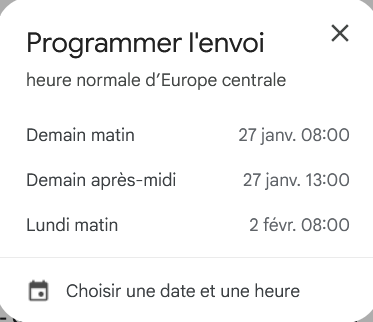 Programmer l'envoi
heure normale d’Europe centrale
Demain matin 27 janv. 08:00
Demain après-midi 27 janv. 13:00
Lundi matin 2 févr. 08:00
Choisir une date et une heure